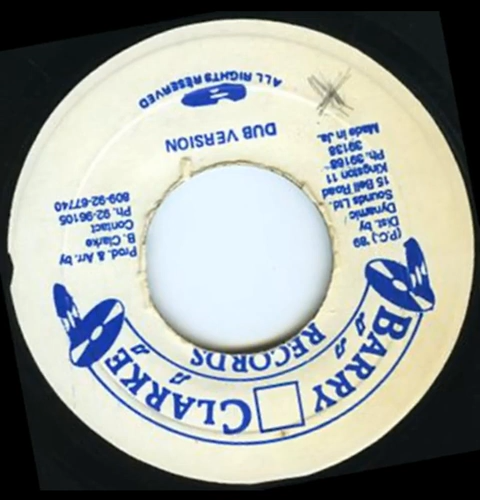 BARRY CLARKE
RECORDS
(P.C.) '89
Dist. by
Dynamic
Sounds Ltd.
15 Bell Road
Kingston 11
Ph. 39168
39138
Made in Ja.
Prod. & Arr. by
B. Clarke
Contact
Ph. 92-96105
809-92-67740
DUB VERSION
ALL RIGHTS RESERVED